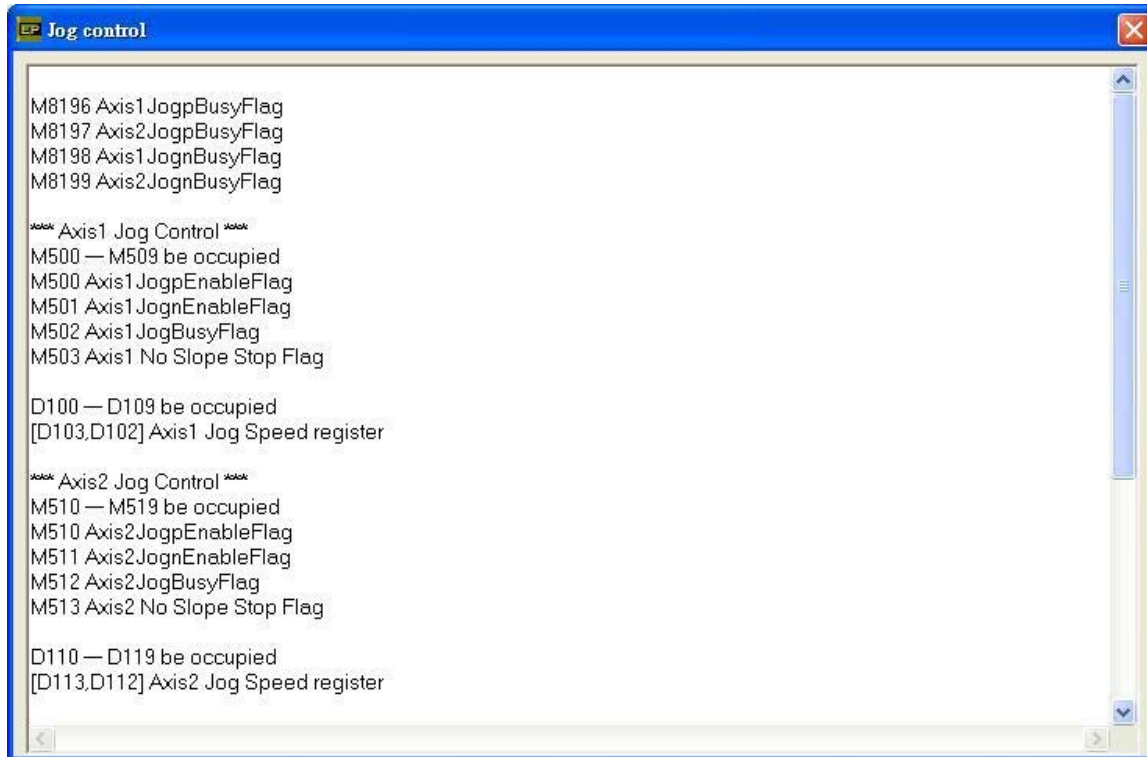 EP Jog control
M8196 Axis1JogpBusyFlag
M8197 Axis2JogpBusyFlag
M8198 Axis1JognBusyFlag
M8199 Axis2JognBusyFlag
*** Axis1 Jog Control ***
M500 — M509 be occupied
M500 Axis1JogpEnableFlag
M501 Axis1JognEnableFlag
M502 Axis1JogBusyFlag
M503 Axis1 No Slope Stop Flag
D100 — D109 be occupied
[D103,D102] Axis1 Jog Speed register
*** Axis2 Jog Control ***
M510 — M519 be occupied
M510 Axis2JogpEnableFlag
M511 Axis2JognEnableFlag
M512 Axis2JogBusyFlag
M513 Axis2 No Slope Stop Flag
D110 — D119 be occupied
[D113,D112] Axis2 Jog Speed register